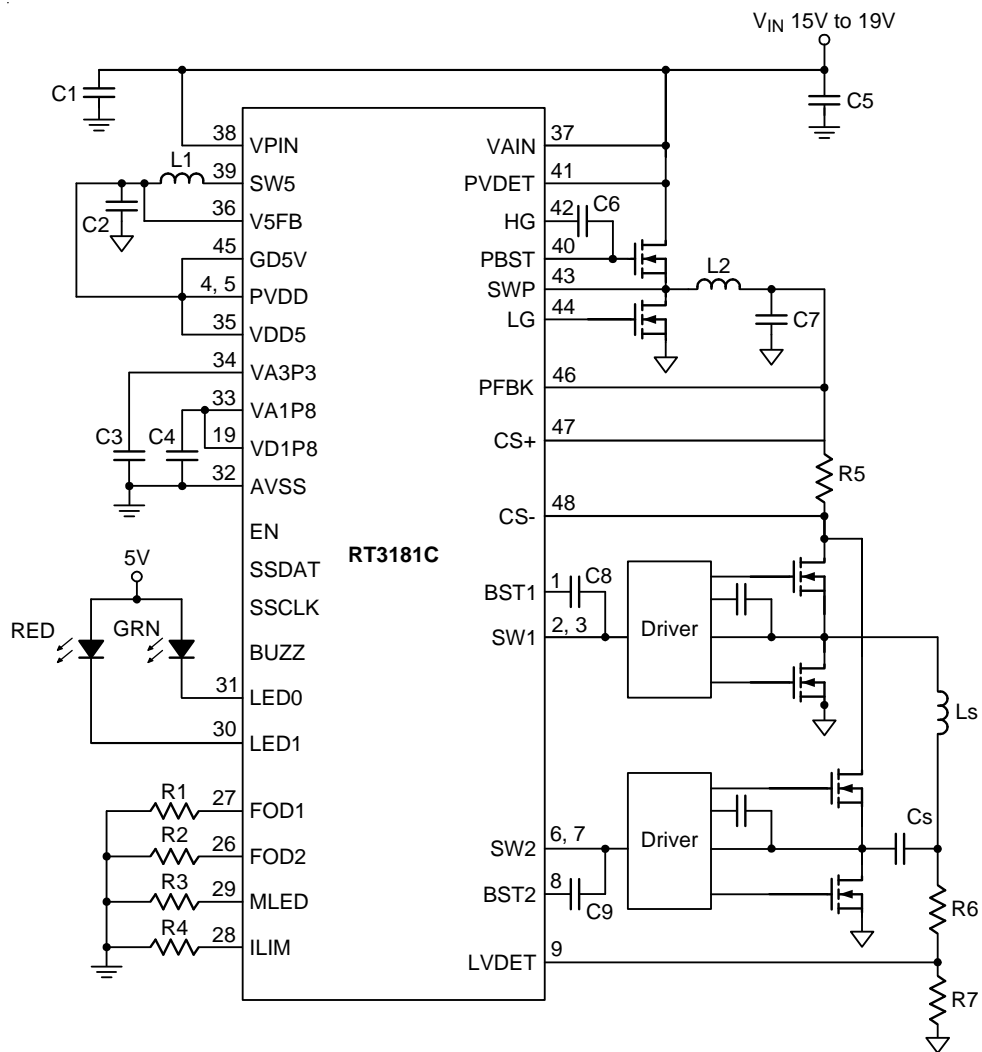 VIN 15V to 19V
C1
C5
38
VPIN
VAIN
37
L1
39
SW5
PVDET
41
C2
36
V5FB
HG
42
C6
45
GD5V
PBST
40
4, 5
PVDD
SWP
43
L2
35
VDD5
LG
44
C7
34
VA3P3
PFBK
46
33
VA1P8
C3
C4
19
VD1P8
CS+
47
32
AVSS
R5
CS-
48
EN
RT3181C
5V
SSDAT
RED
GRN
SSCLK
BST1
1
C8
SW1
2, 3
Driver
BUZZ
31
LED0
30
LED1
Ls
R1
27
FOD1
R2
26
FOD2
SW2
6, 7
Driver
Cs
R3
29
MLED
BST2
8
C9
R4
28
ILIM
LVDET
9
R6
R7